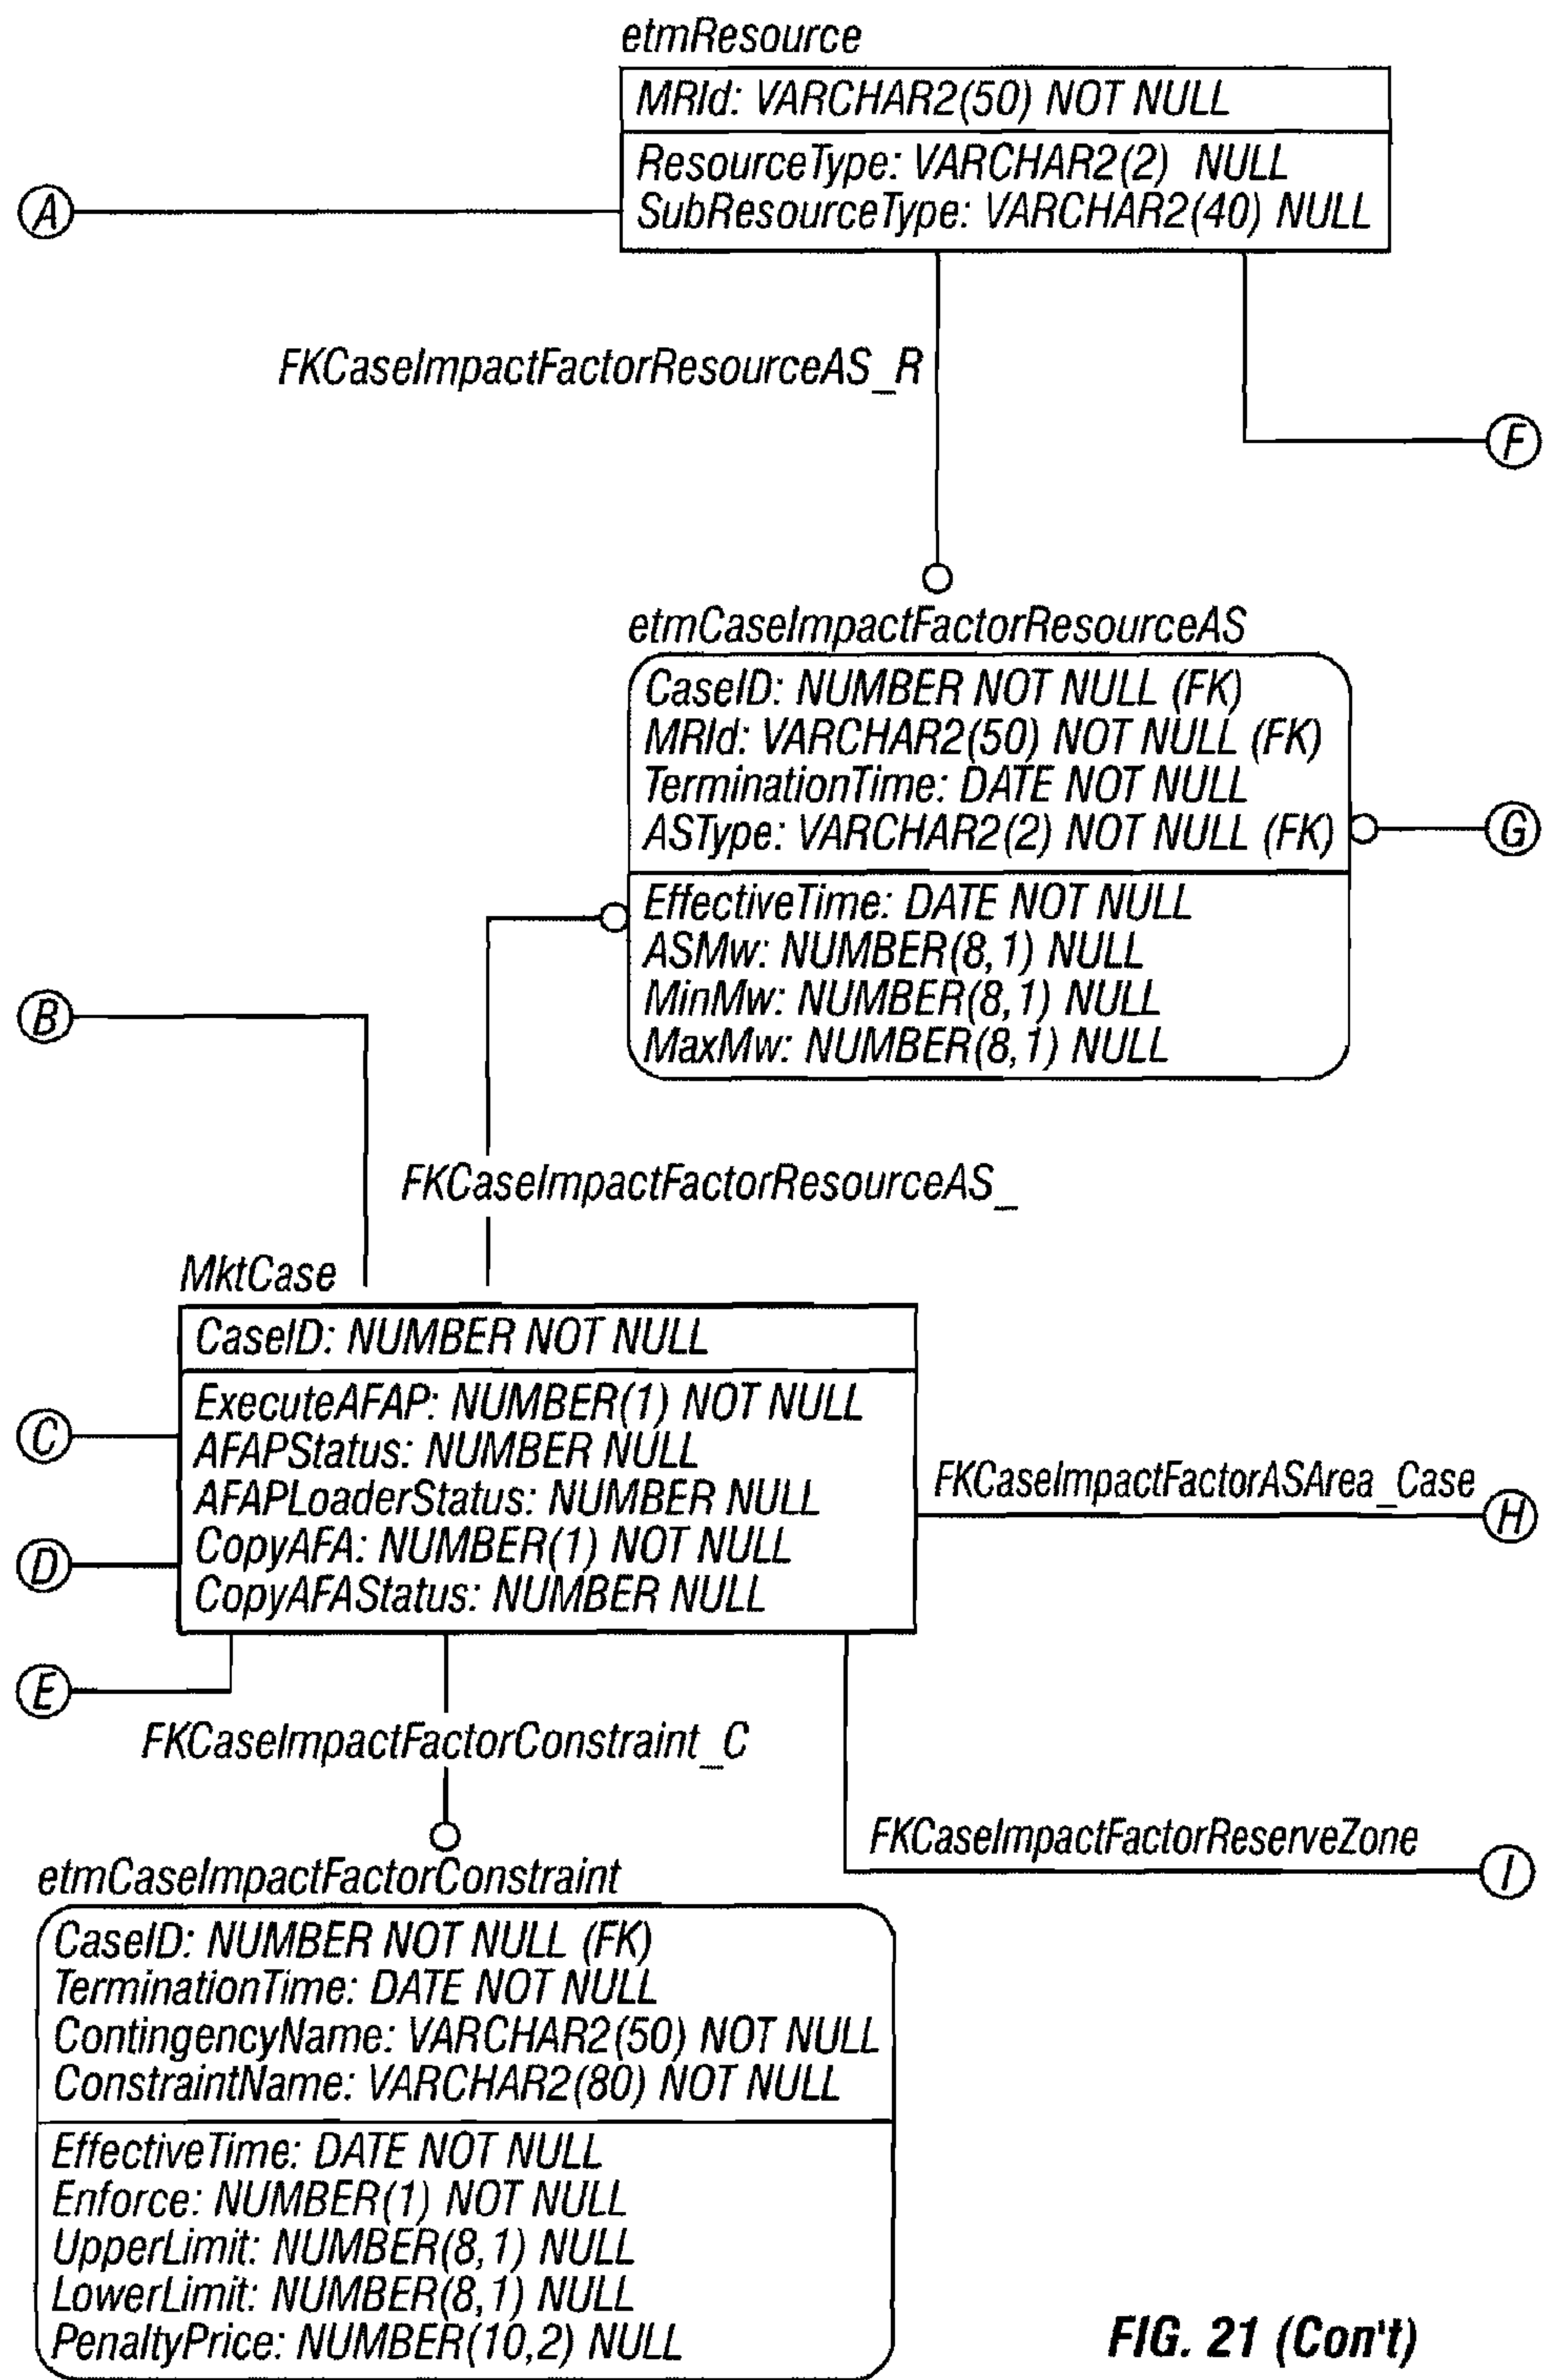 etmResource
MRId: VARCHAR2(50) NOT NULL
ResourceType: VARCHAR2(2) NULL
SubResourceType: VARCHAR2(40) NULL
A
FKCaseImpactFactorResourceAS_R
F
etmCaseImpactFactorResourceAS
CaseID: NUMBER NOT NULL (FK)
MRId: VARCHAR2(50) NOT NULL (FK)
TerminationTime: DATE NOT NULL
ASType: VARCHAR2(2) NOT NULL (FK)
G
EffectiveTime: DATE NOT NULL
ASMw: NUMBER(8,1) NULL
MinMw: NUMBER(8,1) NULL
MaxMw: NUMBER(8,1) NULL
B
FKCaseImpactFactorResourceAS_
MktCase
CaseID: NUMBER NOT NULL
ExecuteAFAP: NUMBER(1) NOT NULL
AFAPStatus: NUMBER NULL
AFAPLoaderStatus: NUMBER NULL
CopyAFA: NUMBER(1) NOT NULL
CopyAFAStatus: NUMBER NULL
C
D
FKCaseImpactFactorASArea_Case
H
E
FKCaseImpactFactorConstraint_C
FKCaseImpactFactorReserveZone
I
etmCaseImpactFactorConstraint
CaseID: NUMBER NOT NULL (FK)
TerminationTime: DATE NOT NULL
ContingencyName: VARCHAR2(50) NOT NULL
ConstraintName: VARCHAR2(80) NOT NULL
EffectiveTime: DATE NOT NULL
Enforce: NUMBER(1) NOT NULL
UpperLimit: NUMBER(8,1) NULL
LowerLimit: NUMBER(8,1) NULL
PenaltyPrice: NUMBER(10,2) NULL
FIG. 21 (Con't)